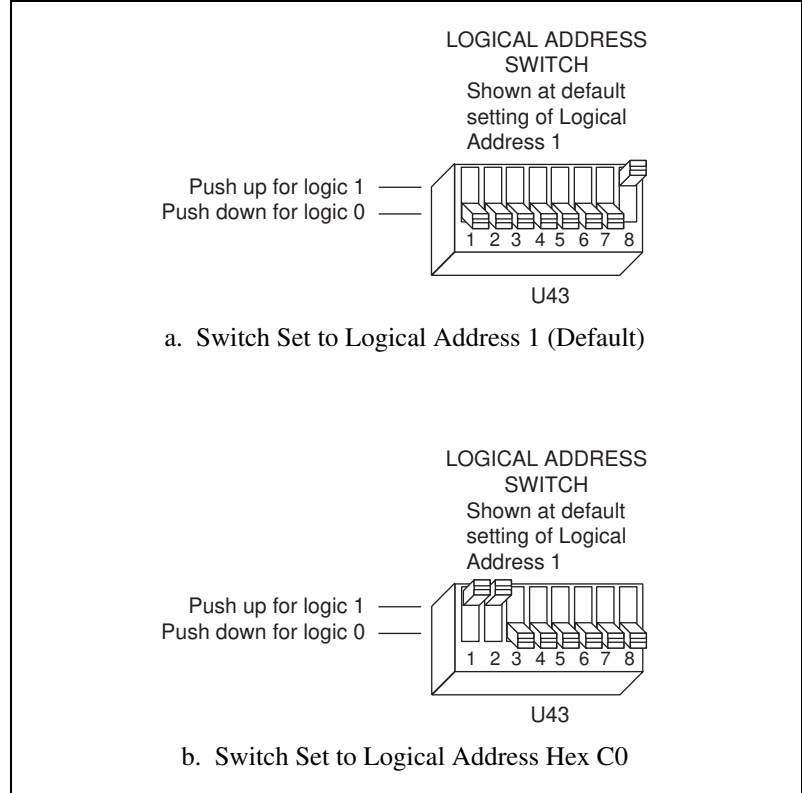 LOGICAL ADDRESS
SWITCH
Shown at default
setting of Logical
Address 1
Push up for logic 1
Push down for logic 0
1 2 3 4 5 6 7 8
U43
a. Switch Set to Logical Address 1 (Default)
LOGICAL ADDRESS
SWITCH
Shown at default
setting of Logical
Address 1
Push up for logic 1
Push down for logic 0
1 2 3 4 5 6 7 8
U43
b. Switch Set to Logical Address Hex C0